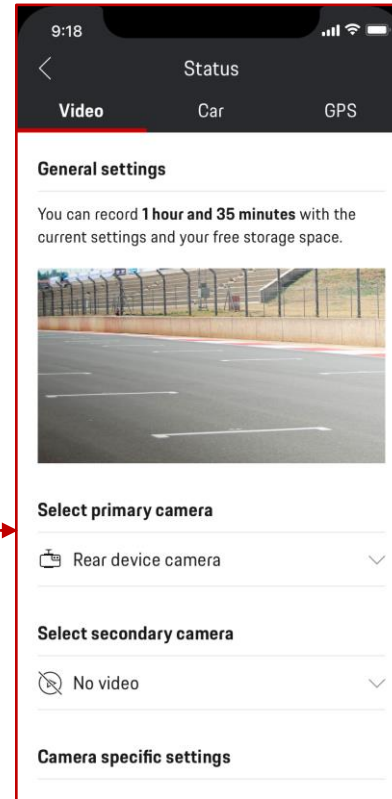 9:18
Status
Video Car GPS
General settings
You can record 1 hour and 35 minutes with the
current settings and your free storage space.
Select primary camera
Rear device camera
Select secondary camera
No video
Camera specific settings